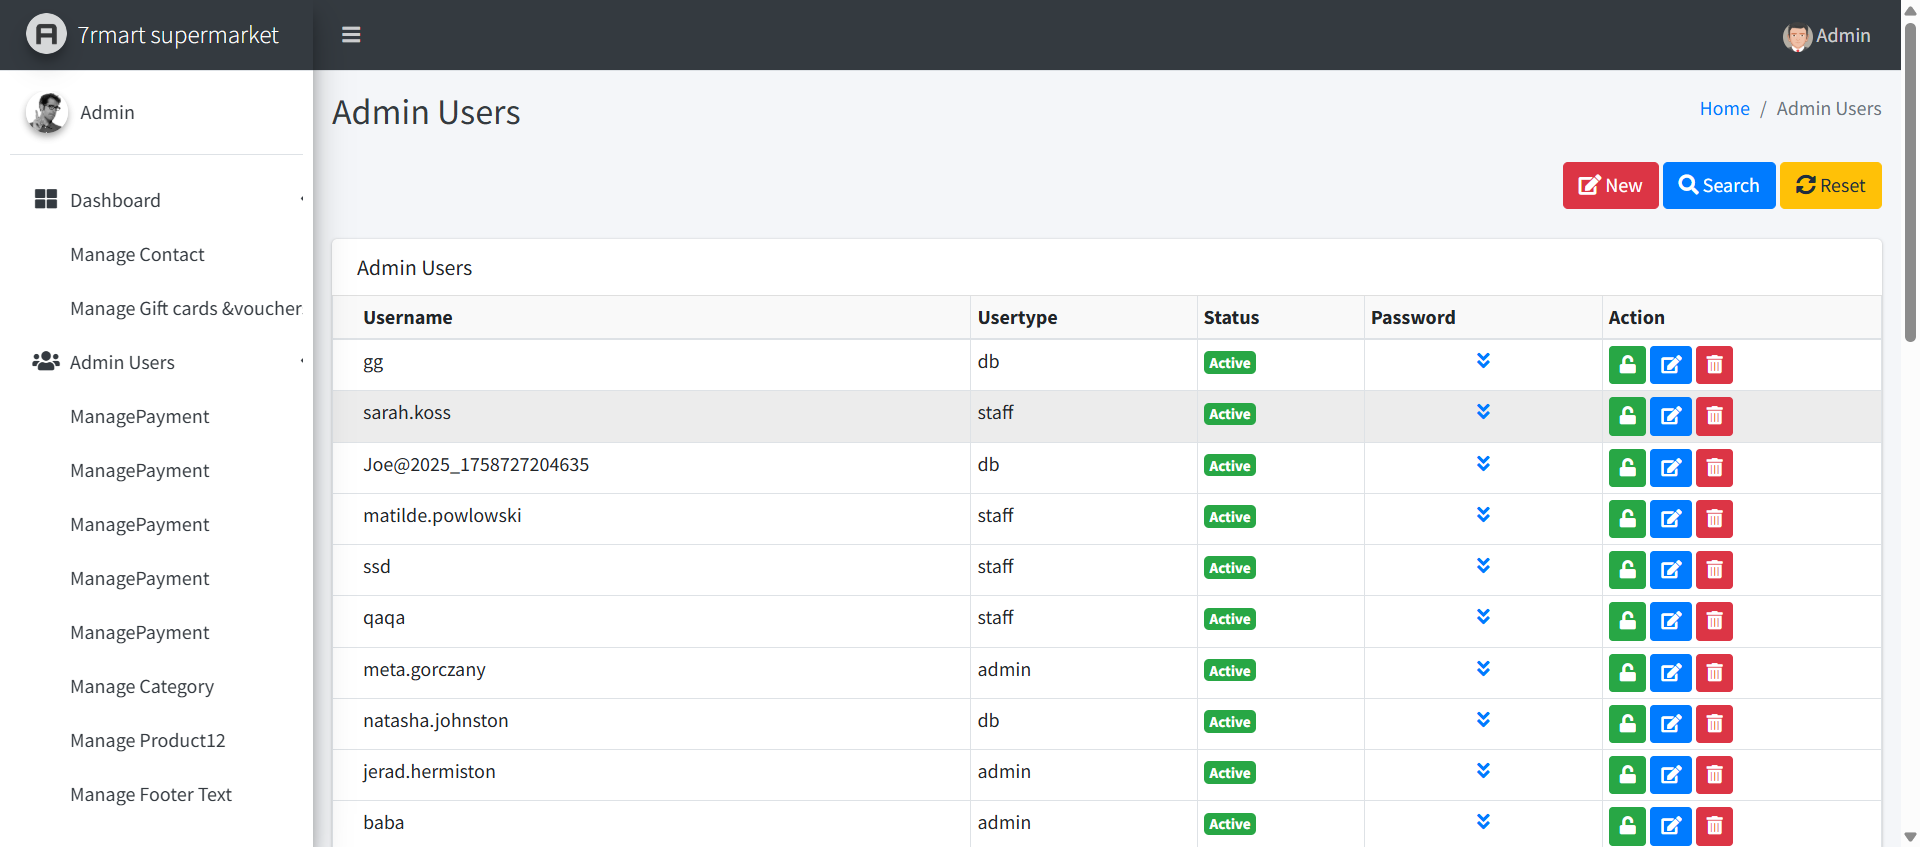 7rmart supermarket
Admin
Admin
Dashboard
Manage Contact
Manage Gift cards &voucher
Admin Users
ManagePayment
ManagePayment
ManagePayment
ManagePayment
ManagePayment
Manage Category
Manage Product12
Manage Footer Text
Admin Users
Home / Admin Users
New Search Reset
Admin Users
Username Usertype Status Password Action
gg db Active
sarah.koss staff Active
Joe@2025_1758727204635 db Active
matilde.powlowski staff Active
ssd staff Active
qaqa staff Active
meta.gorczany admin Active
natasha.johnston db Active
jerad.hermiston admin Active
baba admin Active